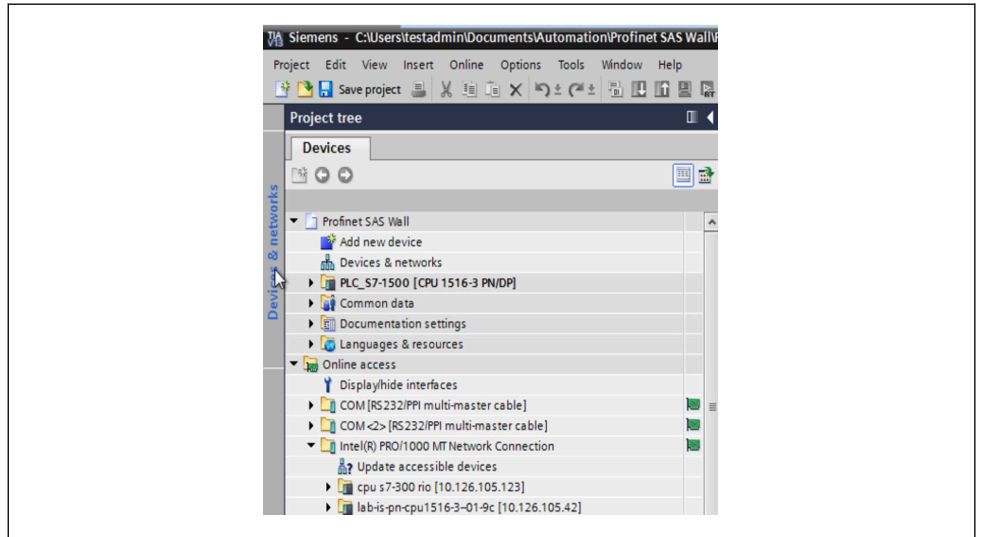 TIA
V13
Siemens - C:\Users\testadmin\Documents\Automation\Profinet SAS Wall\
Project Edit View Insert Online Options Tools Window Help
Save project
Project tree
Devices
Devices & networks
Profinet SAS Wall
Add new device
Devices & networks
PLC_S7-1500 [CPU 1516-3 PN/DP]
Common data
Documentation settings
Languages & resources
Online access
Display/hide interfaces
COM [RS232/PPI multi-master cable]
COM <2> [RS232/PPI multi-master cable]
Intel(R) PRO/1000 MT Network Connection
Update accessible devices
cpu s7-300 rio [10.126.105.123]
lab-is-pn-cpu1516-3--01-9c [10.126.105.42]